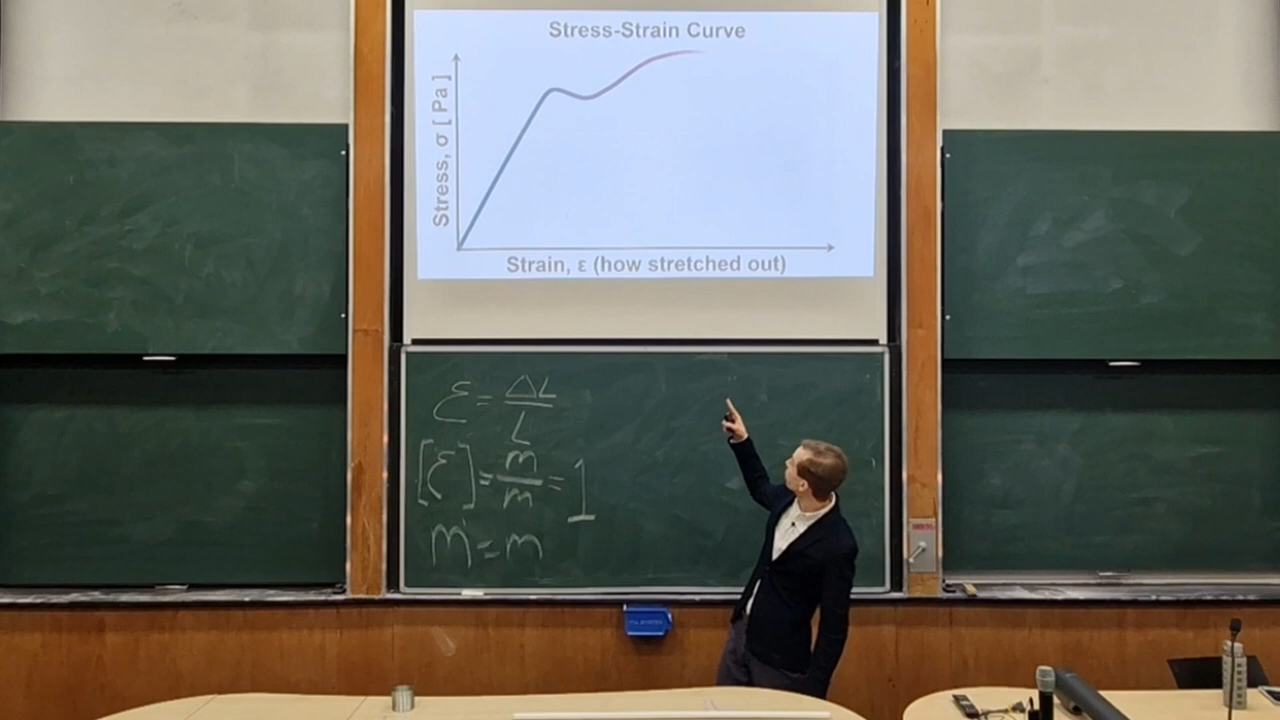 Stress-Strain Curve
Stress, σ [ Pa ]
Strain, ε (how stretched out)
ε = ΔL/L
[ε] = m/m = 1
m = m